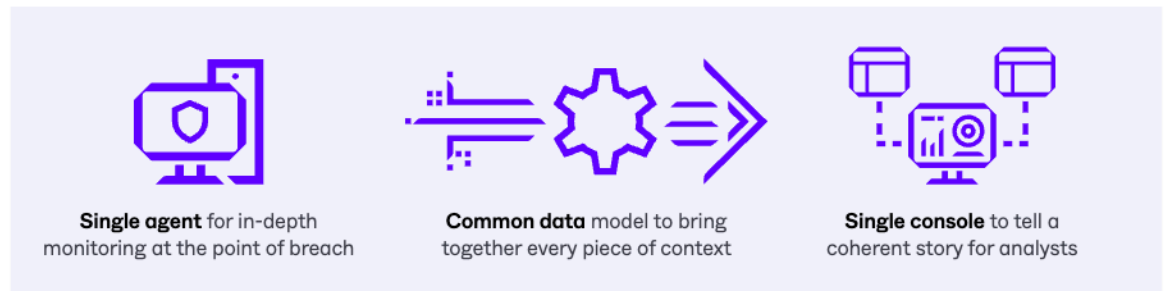 Single agent for in-depth
monitoring at the point of breach
Common data model to bring
together every piece of context
Single console to tell a
coherent story for analysts